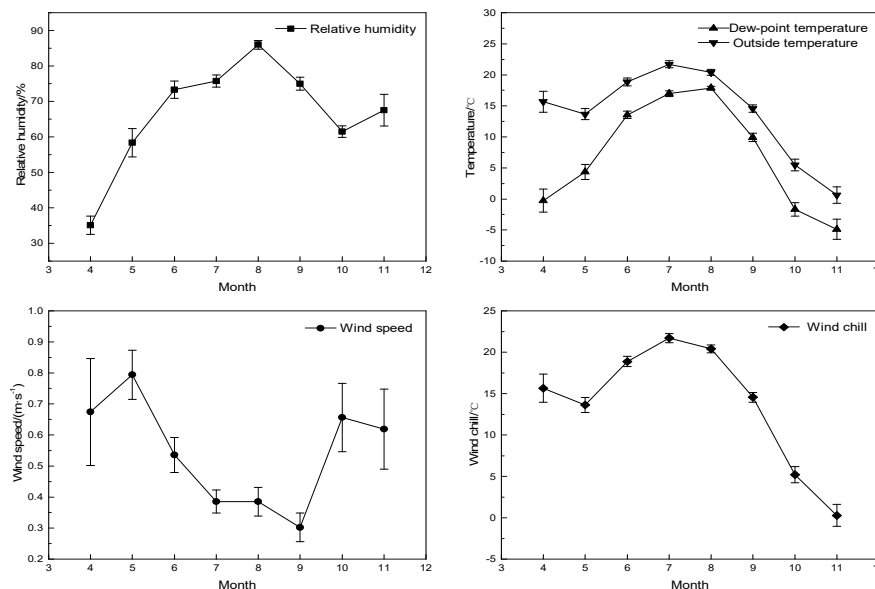 Relative humidity
Relative humidity/%
90
80
70
60
50
40
30
3 4 5 6 7 8 9 10 11 12
Month
Dew-point temperature
Outside temperature
Temperature/℃
30
25
20
15
10
5
0
-5
-10
3 4 5 6 7 8 9 10 11 12
Month
Wind speed
Wind speed/(m·s⁻¹)
1.0
0.9
0.8
0.7
0.6
0.5
0.4
0.3
0.2
3 4 5 6 7 8 9 10 11 12
Month
Wind chill
Wind chill/℃
25
20
15
10
5
0
-5
3 4 5 6 7 8 9 10 11 1
Month